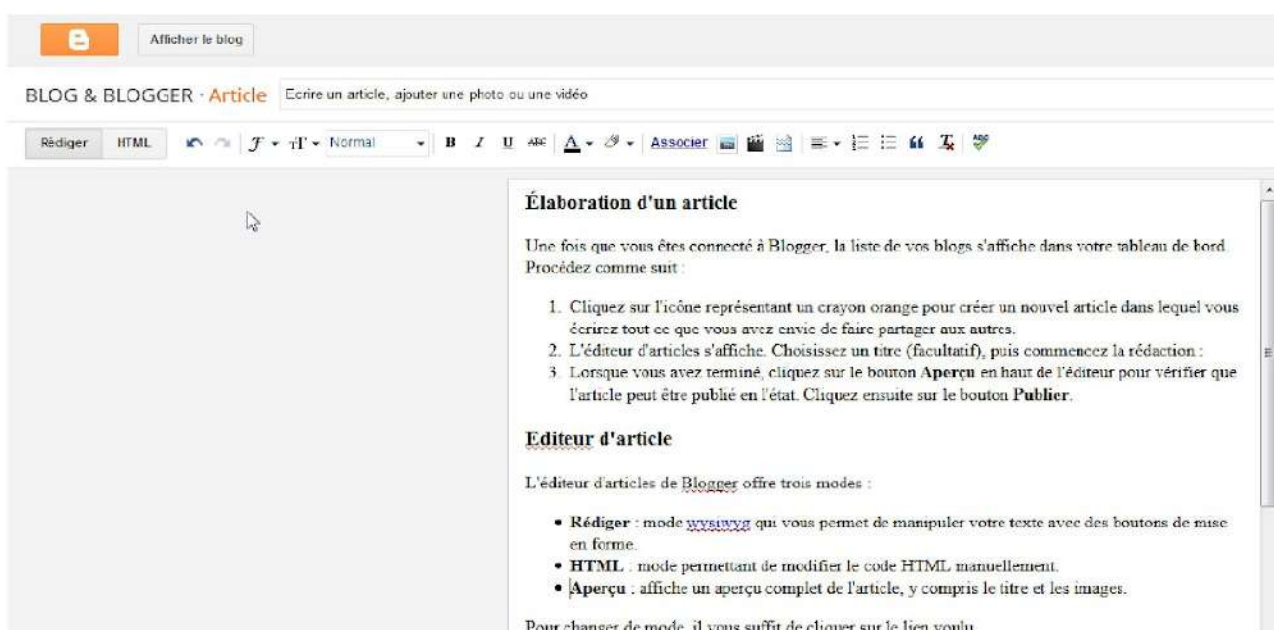 Afficher le blog
BLOG & BLOGGER · Article Ecrire un article, ajouter une photo ou une vidéo
Rédiger HTML Normal B I U ABC A Associer
Élaboration d'un article
Une fois que vous êtes connecté à Blogger, la liste de vos blogs s'affiche dans votre tableau de bord.
Procédez comme suit :
1. Cliquez sur l'icône représentant un crayon orange pour créer un nouvel article dans lequel vous
écrirez tout ce que vous avez envie de faire partager aux autres.
2. L'éditeur d'articles s'affiche. Choisissez un titre (facultatif), puis commencez la rédaction :
3. Lorsque vous avez terminé, cliquez sur le bouton Aperçu en haut de l'éditeur pour vérifier que
l'article peut être publié en l'état. Cliquez ensuite sur le bouton Publier.
Editeur d'article
L'éditeur d'articles de Blogger offre trois modes :
• Rédiger : mode wysiwyg qui vous permet de manipuler votre texte avec des boutons de mise
en forme.
• HTML : mode permettant de modifier le code HTML manuellement.
• Aperçu : affiche un aperçu complet de l'article, y compris le titre et les images.
Pour changer de mode, il vous suffit de cliquer sur le lien voulu